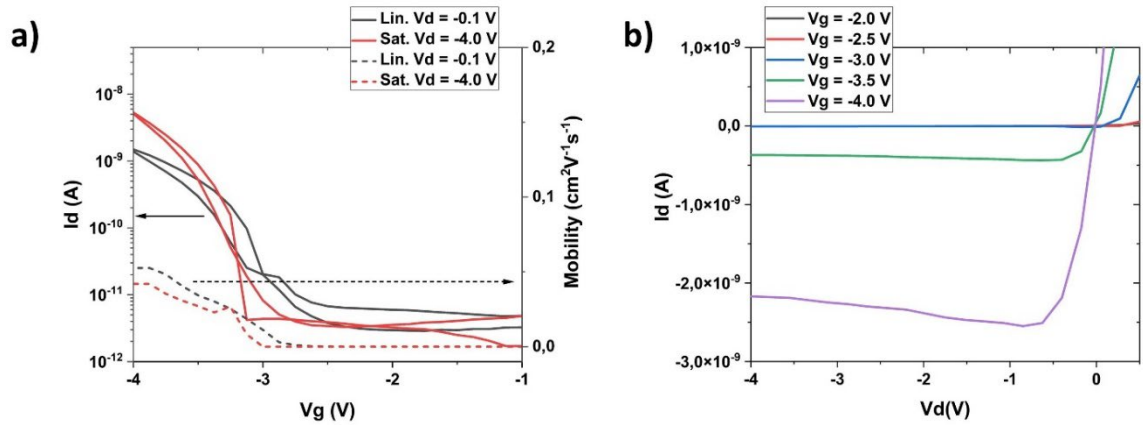 a)
Lin. Vd = -0.1 V
Sat. Vd = -4.0 V
Lin. Vd = -0.1 V
Sat. Vd = -4.0 V
10⁻⁸
10⁻⁹
10⁻¹⁰
10⁻¹¹
10⁻¹²
Id (A)
0,2
0,1
0,0
Mobility (cm²V⁻¹s⁻¹)
-4
-3
-2
-1
Vg (V)
b)
Vg = -2.0 V
Vg = -2.5 V
Vg = -3.0 V
Vg = -3.5 V
Vg = -4.0 V
1,0×10⁻⁹
0,0
-1,0×10⁻⁹
-2,0×10⁻⁹
-3,0×10⁻⁹
Id (A)
-4
-3
-2
-1
0
Vd(V)